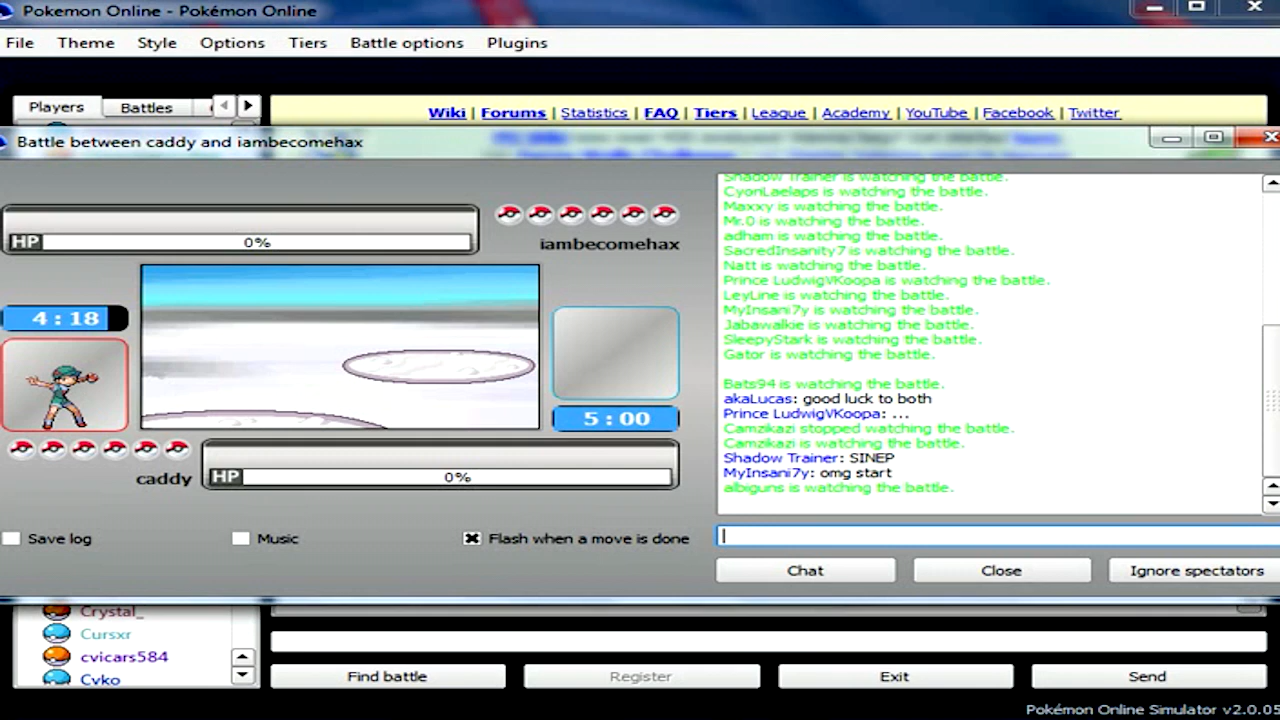 Pokemon Online - Pokémon Online
File Theme Style Options Tiers Battle options Plugins
Players Battles
Wiki | Forums | Statistics | FAQ | Tiers | League | Academy | YouTube | Facebook | Twitter
Battle between caddy and iambecomehax
HP 0%
iambecomehax
4:18
5:00
caddy
HP 0%
Save log
Music
Flash when a move is done
Shadow Trainer is watching the battle.
CyonLaelaps is watching the battle.
Maxxy is watching the battle.
Mr.0 is watching the battle.
adham is watching the battle.
SacredInsanity7 is watching the battle.
Natt is watching the battle.
Prince LudwigVKoopa is watching the battle.
LeyLine is watching the battle.
MyInsani7y is watching the battle.
Jabawalkie is watching the battle.
SleepyStark is watching the battle.
Gator is watching the battle.
Bats94 is watching the battle.
akaLucas: good luck to both
Prince LudwigVKoopa: ...
Camzikazi stopped watching the battle.
Camzikazi is watching the battle.
Shadow Trainer: SINEP
MyInsani7y: omg start
albiguns is watching the battle.
Chat Close Ignore spectators
Crystal_
Cursxr
cvicars584
Cvko
Find battle Register Exit Send
Pokémon Online Simulator v2.0.05